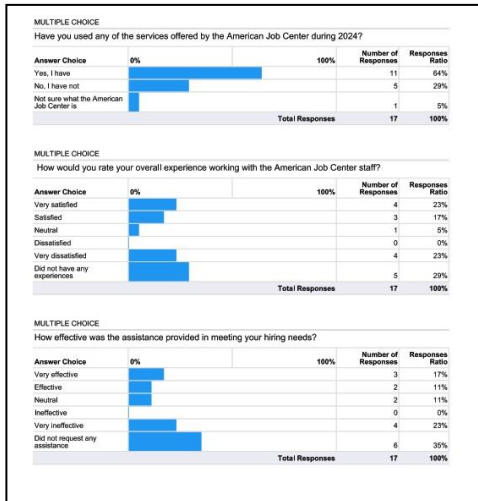 MULTIPLE CHOICE
Have you used any of the services offered by the American Job Center during 2024?
Answer Choice 0% 100% Number of Responses Responses Ratio
Yes, I have 11 64%
No, I have not 5 29%
Not sure what the American Job Center is 1 5%
Total Responses 17 100%
MULTIPLE CHOICE
How would you rate your overall experience working with the American Job Center staff?
Answer Choice 0% 100% Number of Responses Responses Ratio
Very satisfied 4 23%
Satisfied 3 17%
Neutral 1 5%
Dissatisfied 0 0%
Very dissatisfied 4 23%
Did not have any experiences 5 29%
Total Responses 17 100%
MULTIPLE CHOICE
How effective was the assistance provided in meeting your hiring needs?
Answer Choice 0% 100% Number of Responses Responses Ratio
Very effective 3 17%
Effective 2 11%
Neutral 2 11%
Ineffective 0 0%
Very ineffective 4 23%
Did not request any assistance 6 35%
Total Responses 17 100%